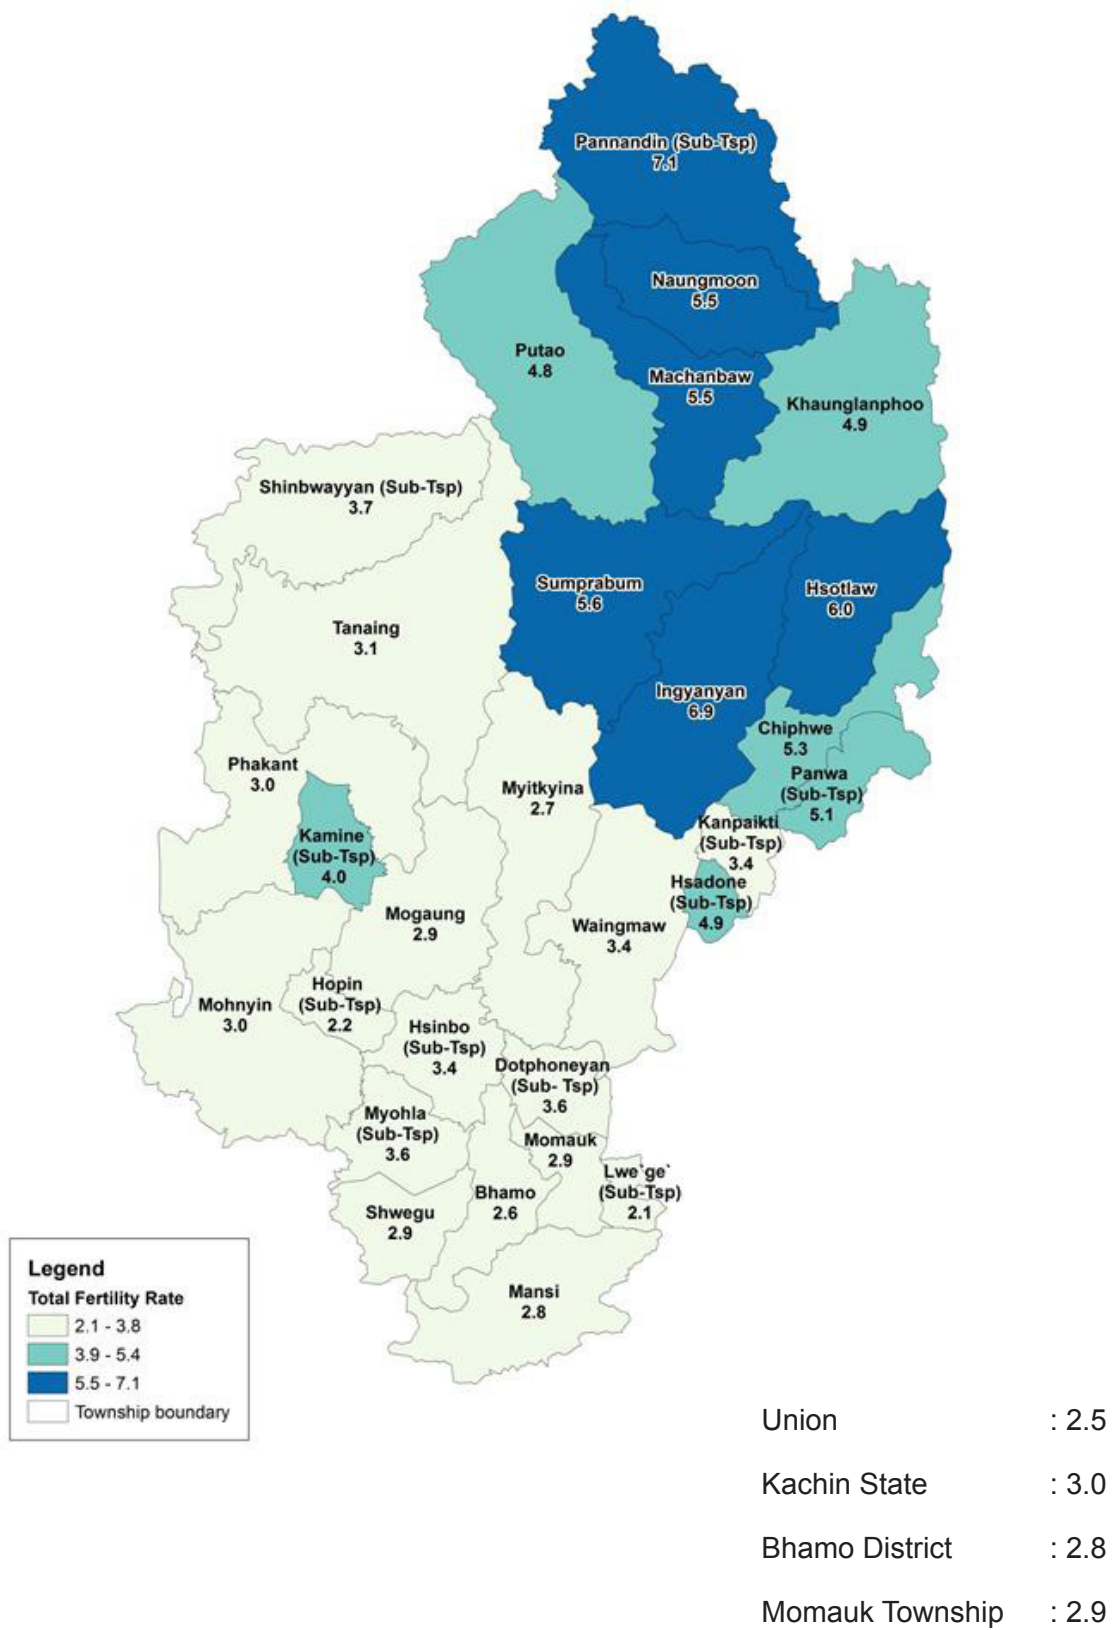 Pannandin (Sub-Tsp)
7.1
Naungmoon
5.5
Putao
4.8
Machanbaw
5.5
Khaunglanphoo
4.9
Shinbwayyan (Sub-Tsp)
3.7
Sumprabum
5.6
Hsotlaw
6.0
Tanaing
3.1
Ingyanyan
6.9
Chiphwe
5.3
Phakant
3.0
Myitkyina
2.7
Panwa
(Sub-Tsp)
5.1
Kamine
(Sub-Tsp)
4.0
Kanpaikti
(Sub-Tsp)
3.4
Hsadone
(Sub-Tsp)
4.9
Mogaung
2.9
Waingmaw
3.4
Hopin
(Sub-Tsp)
2.2
Mohnyin
3.0
Hsinbo
(Sub-Tsp)
3.4
Dotphoneyan
(Sub- Tsp)
3.6
Myohla
(Sub-Tsp)
3.6
Momauk
2.9
Lwe`ge`
(Sub-Tsp)
2.1
Bhamo
2.6
Shwegu
2.9
Mansi
2.8
Legend
Total Fertility Rate
2.1 - 3.8
3.9 - 5.4
5.5 - 7.1
Township boundary
Union : 2.5
Kachin State : 3.0
Bhamo District : 2.8
Momauk Township : 2.9